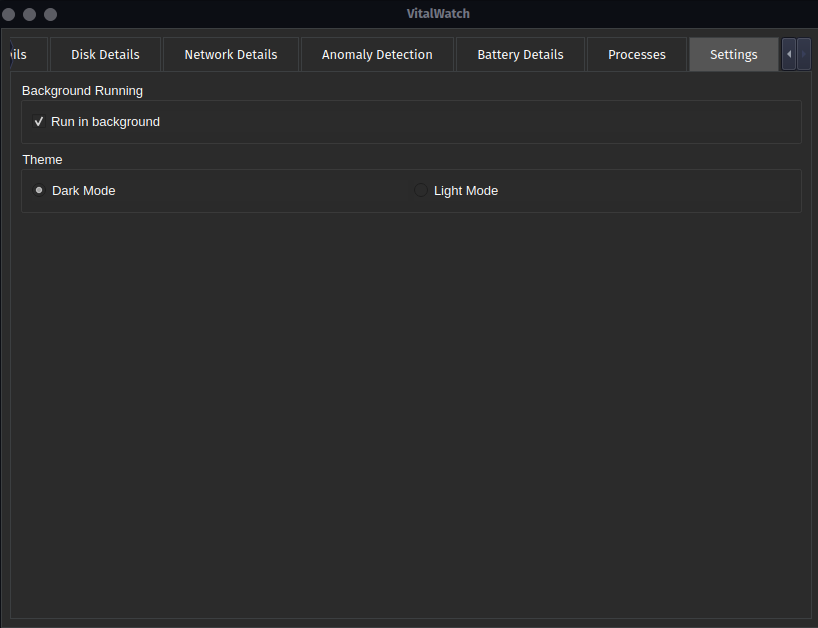 VitalWatch
ils Disk Details Network Details Anomaly Detection Battery Details Processes Settings
Background Running
Run in background
Theme
Dark Mode Light Mode